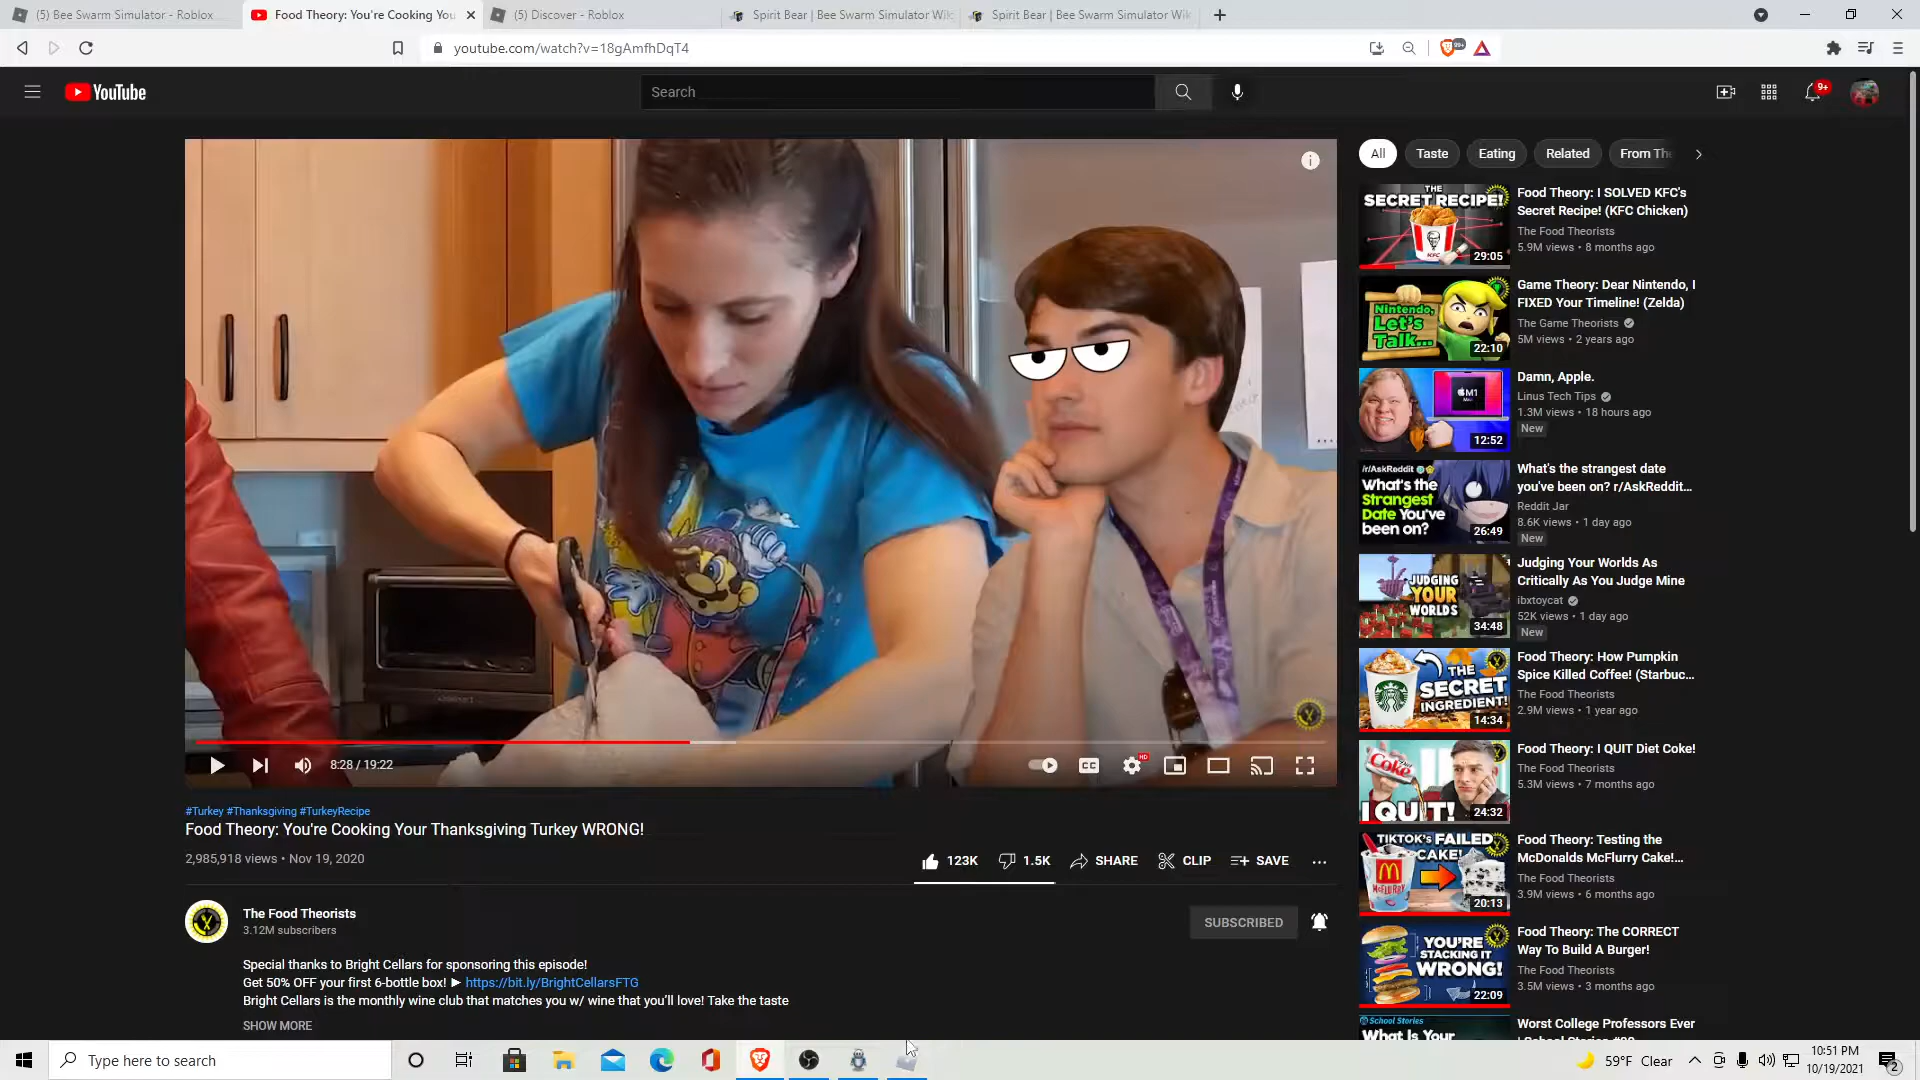 (5) Bee Swarm Simulator - Roblox
Food Theory: You're Cooking You
(5) Discover - Roblox
Spirit Bear | Bee Swarm Simulator Wik
Spirit Bear | Bee Swarm Simulator Wik
youtube.com/watch?v=18gAmfhDqT4
99+
YouTube
Search
9+
All
Taste
Eating
Related
From Th
THE
SECRET RECIPE!
KFC
29:05
Food Theory: I SOLVED KFC's
Secret Recipe! (KFC Chicken)
The Food Theorists
5.9M views • 8 months ago
Nintendo,
Let's
Talk...
22:10
Game Theory: Dear Nintendo, I
FIXED Your Timeline! (Zelda)
The Game Theorists
5M views • 2 years ago
M1
12:52
Damn, Apple.
Linus Tech Tips
1.3M views • 18 hours ago
New
/r/AskReddit
What's the
Strangest
Date You've
been on?
26:49
What's the strangest date
you've been on? r/AskReddit...
Reddit Jar
8.6K views • 1 day ago
New
JUDGING
YOUR
WORLDS
34:48
Judging Your Worlds As
Critically As You Judge Mine
ibxtoycat
52K views • 1 day ago
New
THE
SECRET
INGREDIENT!
14:34
Food Theory: How Pumpkin
Spice Killed Coffee! (Starbuc...
The Food Theorists
2.9M views • 1 year ago
Coke
I QUIT!
24:32
Food Theory: I QUIT Diet Coke!
The Food Theorists
5.3M views • 7 months ago
TIKTOK'S FAILED
CAKE!
McFLURRY
20:13
Food Theory: Testing the
McDonalds McFlurry Cake!...
The Food Theorists
3.9M views • 6 months ago
YOU'RE
STACKING IT
WRONG!
22:09
Food Theory: The CORRECT
Way To Build A Burger!
The Food Theorists
3.5M views • 3 months ago
School Stories
What Is Your
Worst College Professors Ever
8:28 / 19:22
CC
HD
#Turkey #Thanksgiving #TurkeyRecipe
Food Theory: You're Cooking Your Thanksgiving Turkey WRONG!
2,985,918 views • Nov 19, 2020
123K
1.5K
SHARE
CLIP
SAVE
The Food Theorists
3.12M subscribers
SUBSCRIBED
Special thanks to Bright Cellars for sponsoring this episode!
Get 50% OFF your first 6-bottle box! ► https://bit.ly/BrightCellarsFTG
Bright Cellars is the monthly wine club that matches you w/ wine that you'll love! Take the taste
SHOW MORE
Type here to search
59°F Clear
10:51 PM
10/19/2021
2